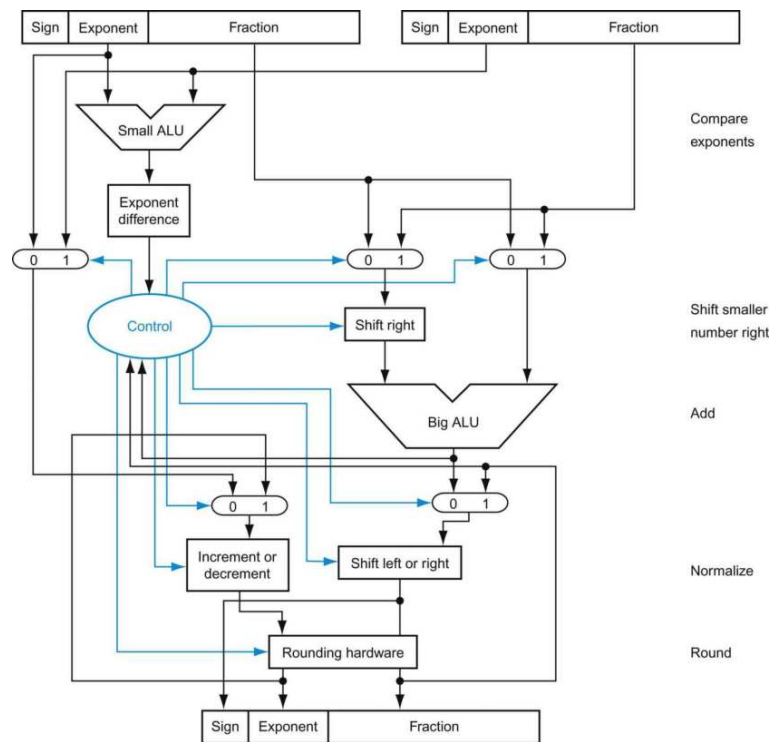 Sign Exponent Fraction
Sign Exponent Fraction
Small ALU
Compare
exponents
Exponent
difference
0 1
0 1
0 1
Control
Shift right
Shift smaller
number right
Big ALU
Add
0 1
0 1
Increment or
decrement
Shift left or right
Normalize
Rounding hardware
Round
Sign Exponent Fraction